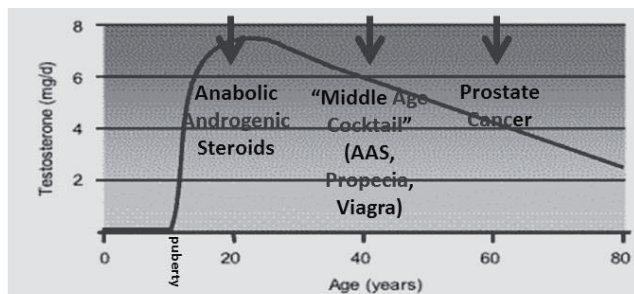 8
6
4
2
Testosterone (mg/d)
Anabolic
Androgenic
Steroids
“Middle Age
Cocktail”
(AAS,
Propecia,
Viagra)
Prostate
Cancer
puberty
0 20 40 60 80
Age (years)